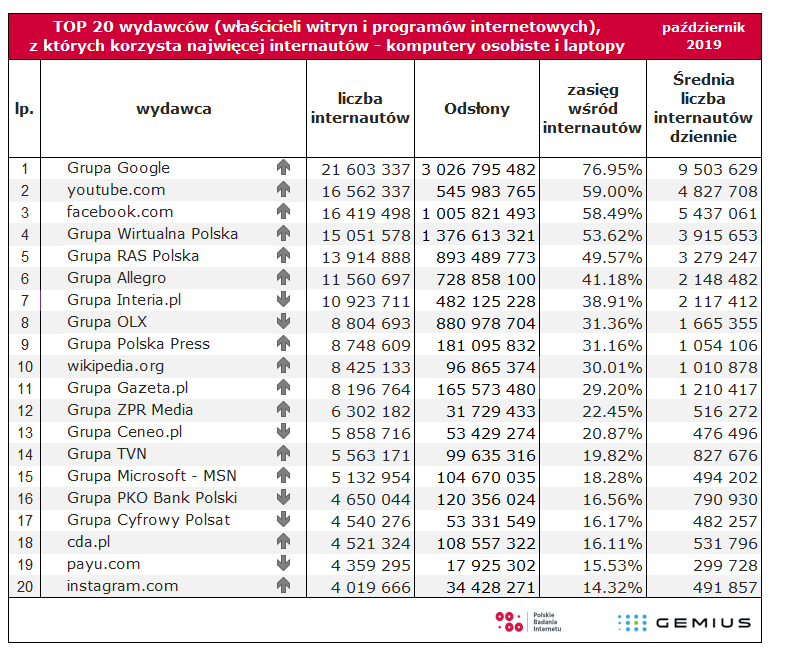 TOP 20 wydawców (właścicieli witryn i programów internetowych),
z których korzysta najwięcej internautów - komputery osobiste i laptopy
październik
2019
lp.
wydawca
liczba
internautów
Odsłony
zasięg
wśród
internautów
Średnia
liczba
internautów
dziennie
1 Grupa Google 21 603 337 3 026 795 482 76.95% 9 503 629
2 youtube.com 16 562 337 545 983 765 59.00% 4 827 708
3 facebook.com 16 419 498 1 005 821 493 58.49% 5 437 061
4 Grupa Wirtualna Polska 15 051 578 1 376 613 321 53.62% 3 915 653
5 Grupa RAS Polska 13 914 888 893 489 773 49.57% 3 279 247
6 Grupa Allegro 11 560 697 728 858 100 41.18% 2 148 482
7 Grupa Interia.pl 10 923 711 482 125 228 38.91% 2 117 412
8 Grupa OLX 8 804 693 880 978 704 31.36% 1 665 355
9 Grupa Polska Press 8 748 609 181 095 832 31.16% 1 054 106
10 wikipedia.org 8 425 133 96 865 374 30.01% 1 010 878
11 Grupa Gazeta.pl 8 196 764 165 573 480 29.20% 1 210 417
12 Grupa ZPR Media 6 302 182 31 729 433 22.45% 516 272
13 Grupa Ceneo.pl 5 858 716 53 429 274 20.87% 476 496
14 Grupa TVN 5 563 171 99 635 316 19.82% 827 676
15 Grupa Microsoft - MSN 5 132 954 104 670 035 18.28% 494 202
16 Grupa PKO Bank Polski 4 650 044 120 356 024 16.56% 790 930
17 Grupa Cyfrowy Polsat 4 540 276 53 331 549 16.17% 482 257
18 cda.pl 4 521 324 108 557 322 16.11% 531 796
19 payu.com 4 359 295 17 925 302 15.53% 299 728
20 instagram.com 4 019 666 34 428 271 14.32% 491 857
Polskie
Badania
Internetu
GEMIUS